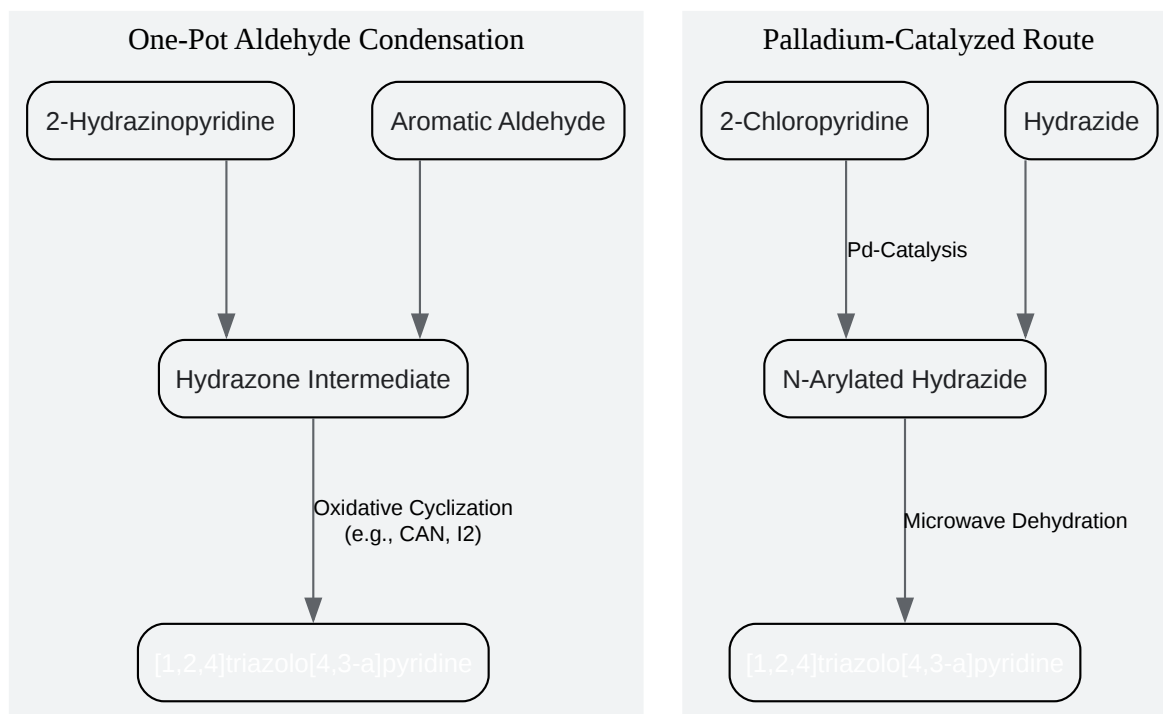 One-Pot Aldehyde Condensation
2-Hydrazinopyridine
Aromatic Aldehyde
Hydrazone Intermediate
Oxidative Cyclization
(e.g., CAN, I2)
[1,2,4]triazolo[4,3-a]pyridine
Palladium-Catalyzed Route
2-Chloropyridine
Hydrazide
Pd-Catalysis
N-Arylated Hydrazide
Microwave Dehydration
[1,2,4]triazolo[4,3-a]pyridine